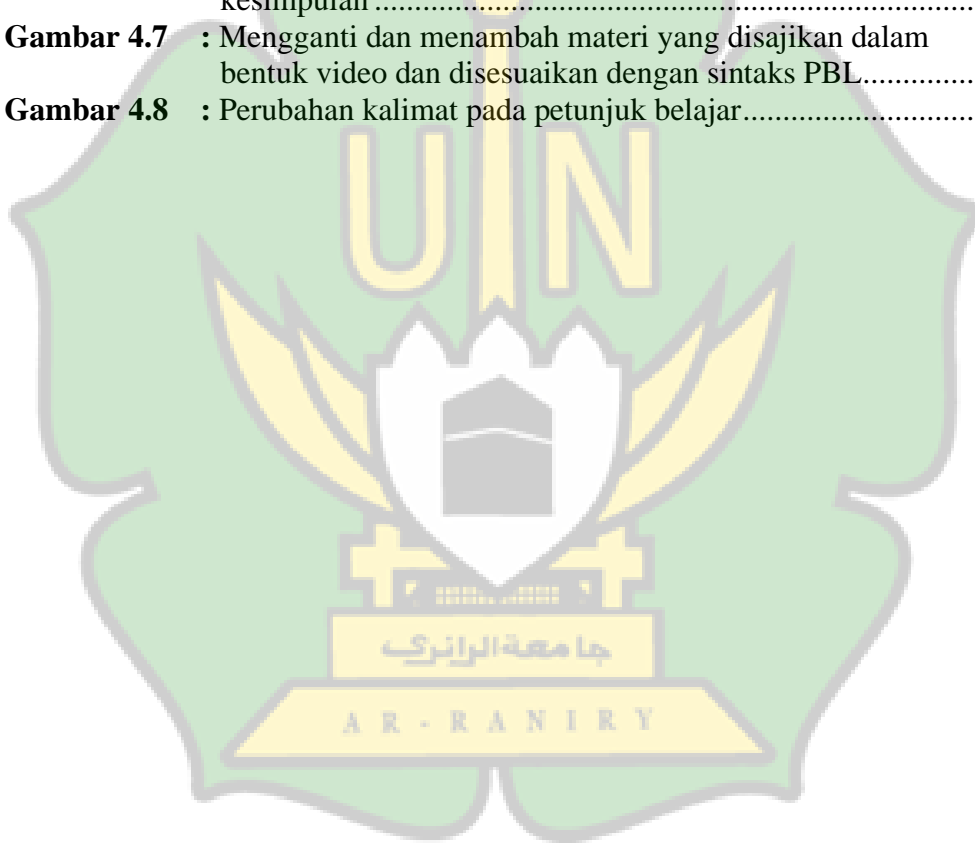 kesimpulan ........................................................................
Gambar 4.7 : Mengganti dan menambah materi yang disajikan dalam
bentuk video dan disesuaikan dengan sintaks PBL..............
Gambar 4.8 : Perubahan kalimat pada petunjuk belajar.............................
UIN
جامعة الرانري
AR-RANIRY